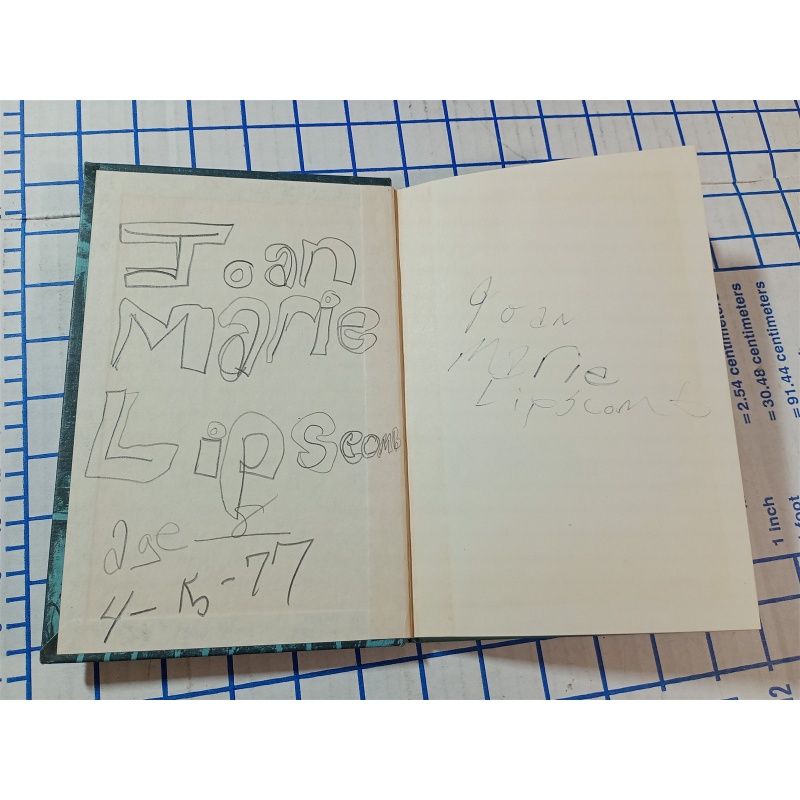 Joan
Marie
Lipscomb
age 8
4-15-77
Joan
Marie
Lipscomb
= 2.54 centimeters
= 30.48 centimeters
= 91.44 centimeters
1 inch
1 foot